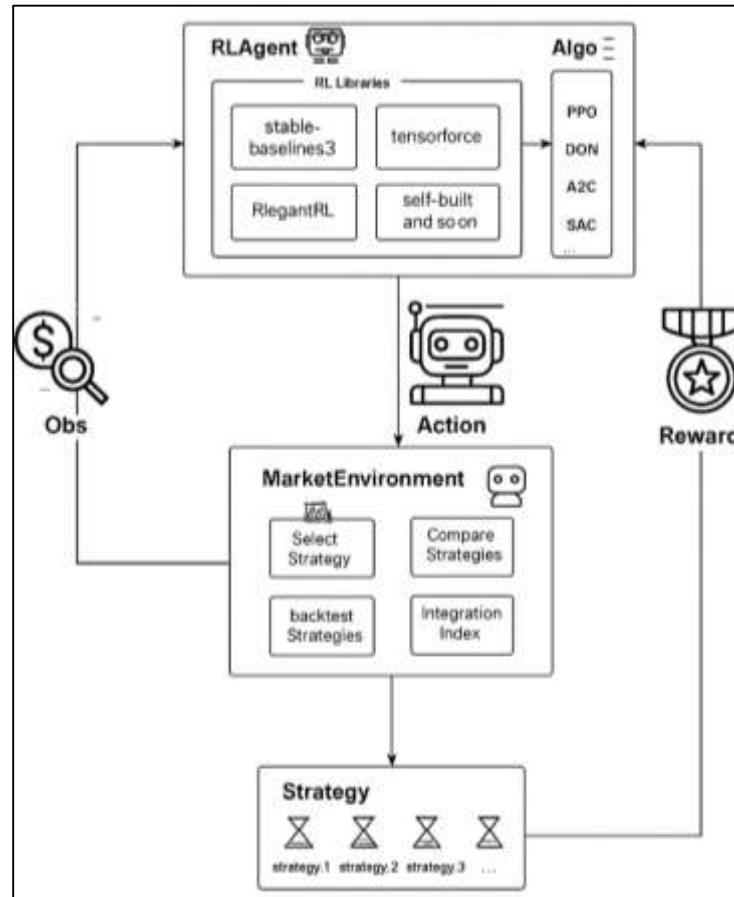 RLAgent
Algo
RL Libraries
stable-
baselines3
tensorforce
RlegantRL
self-built
and so on
PPO
DON
A2C
SAC
...
Obs
Action
Reward
MarketEnvironment
Select
Strategy
Compare
Strategies
backtest
Strategies
Integration
Index
Strategy
strategy.1 strategy.2 strategy.3 ...